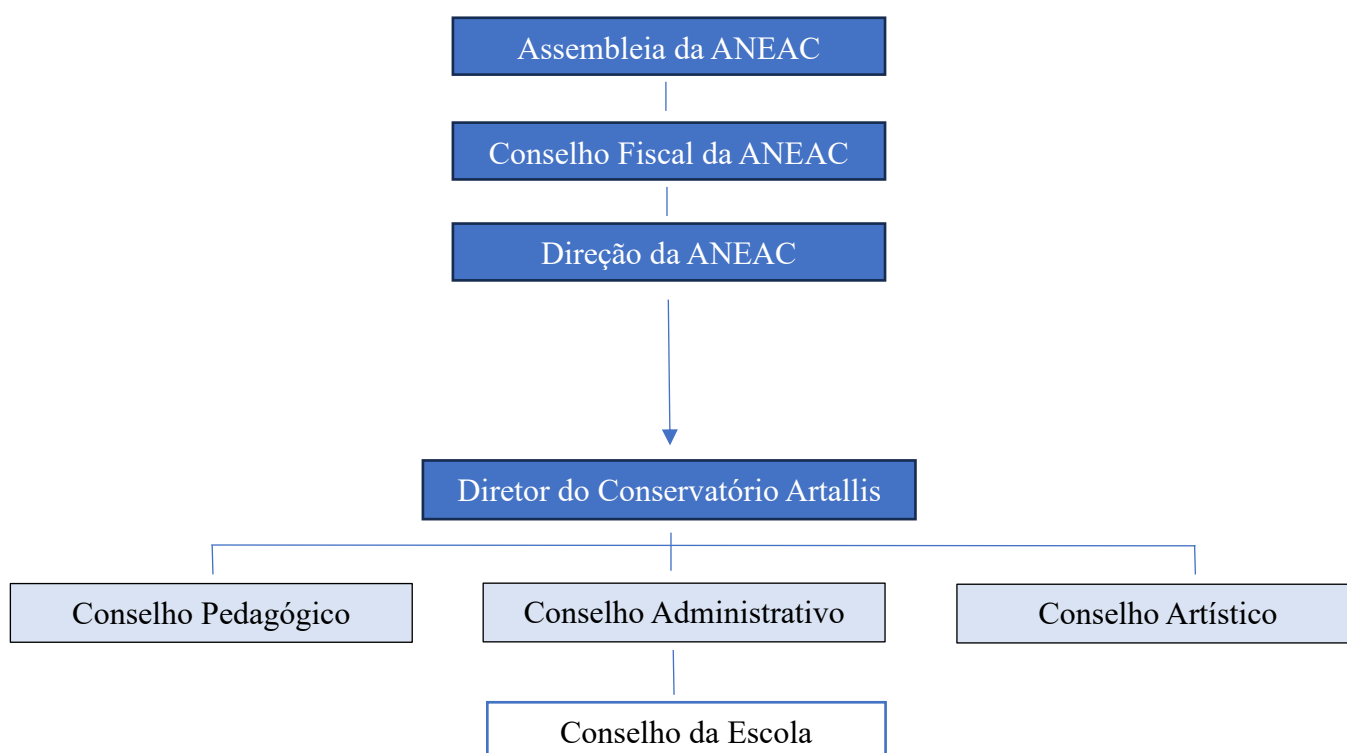 Assembleia da ANEAC
Conselho Fiscal da ANEAC
Direção da ANEAC
Diretor do Conservatório Artallis
Conselho Pedagógico
Conselho Administrativo
Conselho Artístico
Conselho da Escola